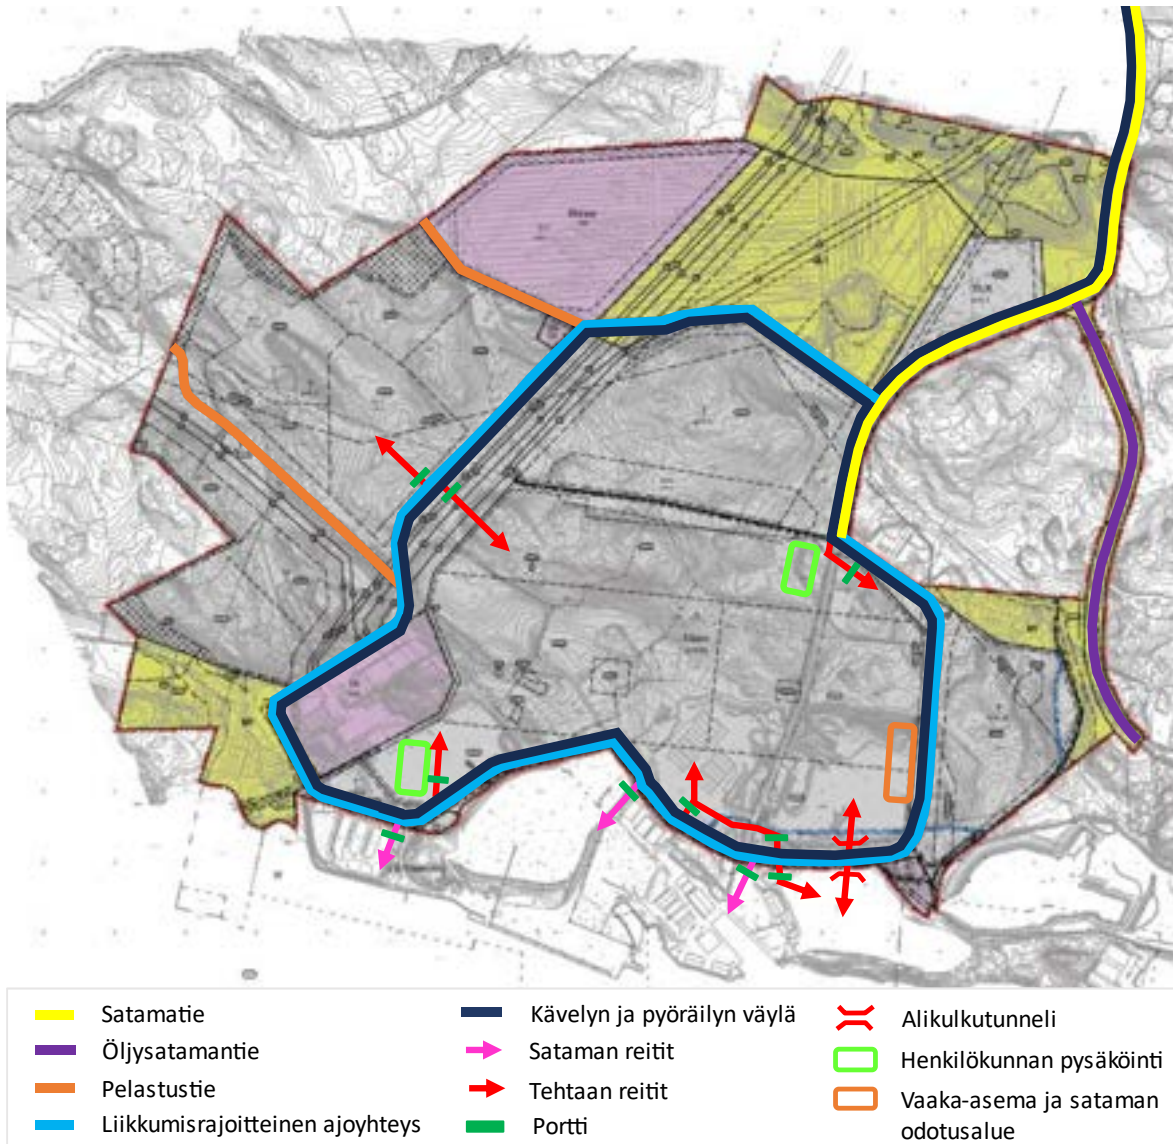 Satamatie
Öljysatamantie
Pelastustie
Liikkumisrajoitteinen ajoyhteys
Kävelyn ja pyöräilyn väylä
Sataman reitit
Tehtaan reitit
Portti
Alikulkutunneli
Henkilökunnan pysäköinti
Vaaka-asema ja sataman
odotusalue